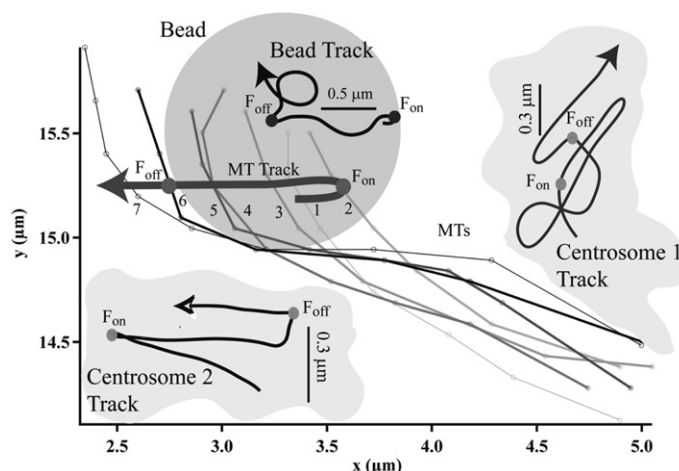 Bead
Bead Track
F_off
0.5 μm
F_on
0.3 μm
F_off
F_on
Centrosome 1
Track
15.5
15.0
14.5
y (μm)
F_off
MT Track
F_on
7
6
5
4
3
1
2
MTs
F_on
F_off
0.3 μm
Centrosome 2
Track
2.5
3.0
3.5
4.0
4.5
5.0
x (μm)